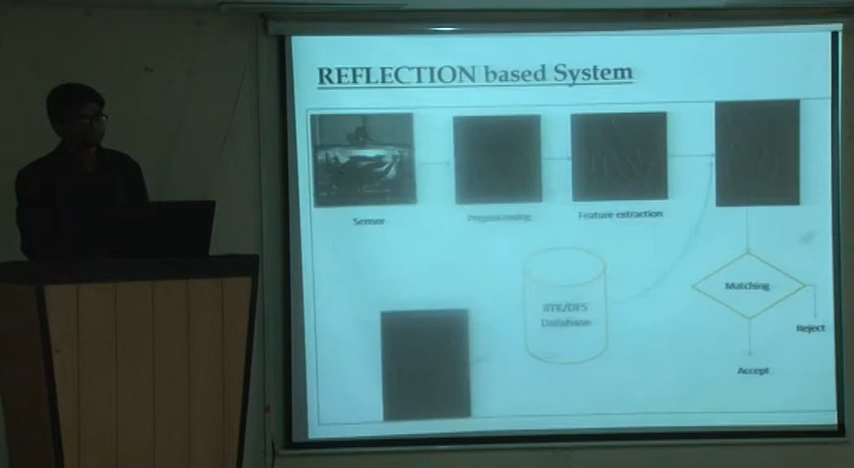 REFLECTION based System
Sensor
Preprocessing
Feature extraction
Database
Matching
Reject
Accept